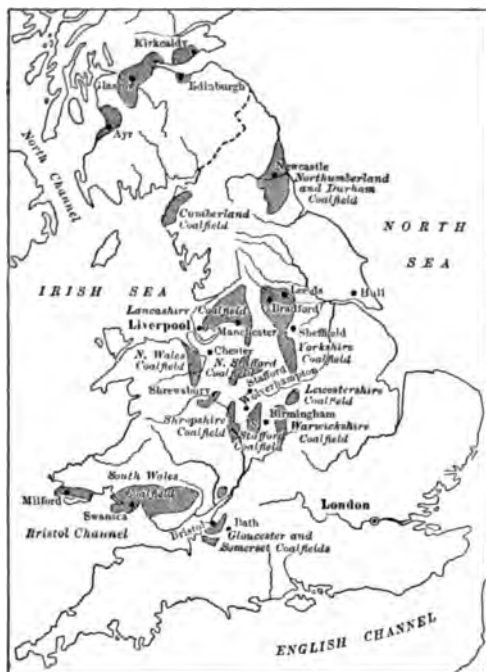 Kirkcaldy
Edinburgh
Ayr
North Channel
Newcastle
Northumberland
and Durham
Coalfield
Cumberland
Coalfield
NORTH
SEA
IRISH SEA
Leeds
Hull
Bradford
Lancashire Coalfield
Liverpool
Manchester
Sheffield
Yorkshire
Coalfield
Chester
N. Wales
Coalfield
N. Stafford
Coalfield
Stafford
Wolverhampton
Leicestershire
Coalfield
Shrewsbury
Birmingham
Shropshire
Coalfield
S.
Stafford
Coalfield
Warwickshire
Coalfield
South Wales
Coalfield
Milford
Swansea
London
Bristol
Bath
Bristol Channel
Gloucester and
Somerset Coalfields
ENGLISH CHANNEL